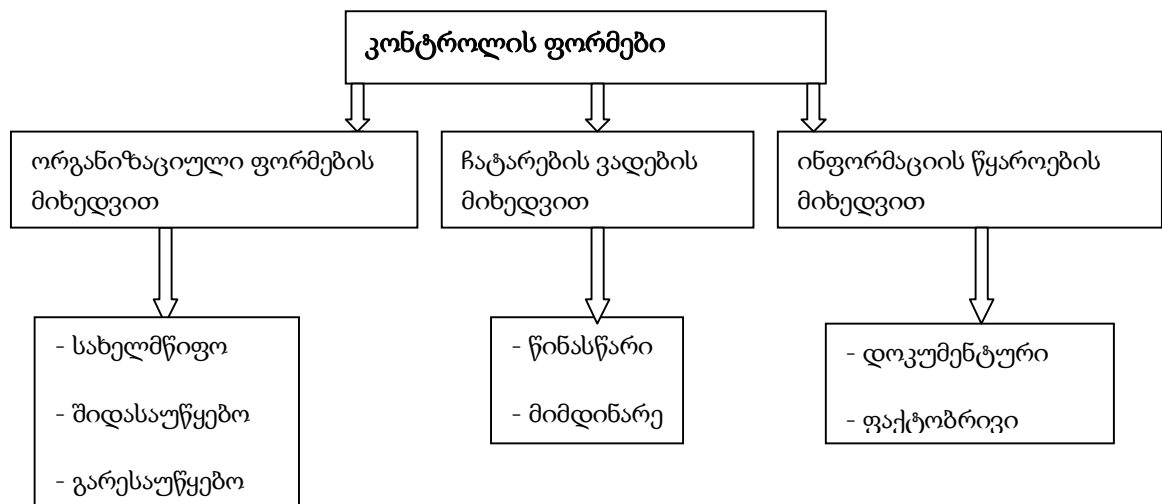 კონტროლის ფორმები
ორგანიზაციული ფორმების
მიხედვით
ჩატარების ვადების
მიხედვით
ინფორმაციის წყაროების
მიხედვით
- სახელმწიფო
- შიდასაუწყებო
- გარესაუწყებო
- წინასწარი
- მიმდინარე
- დოკუმენტური
- ფაქტობრივი